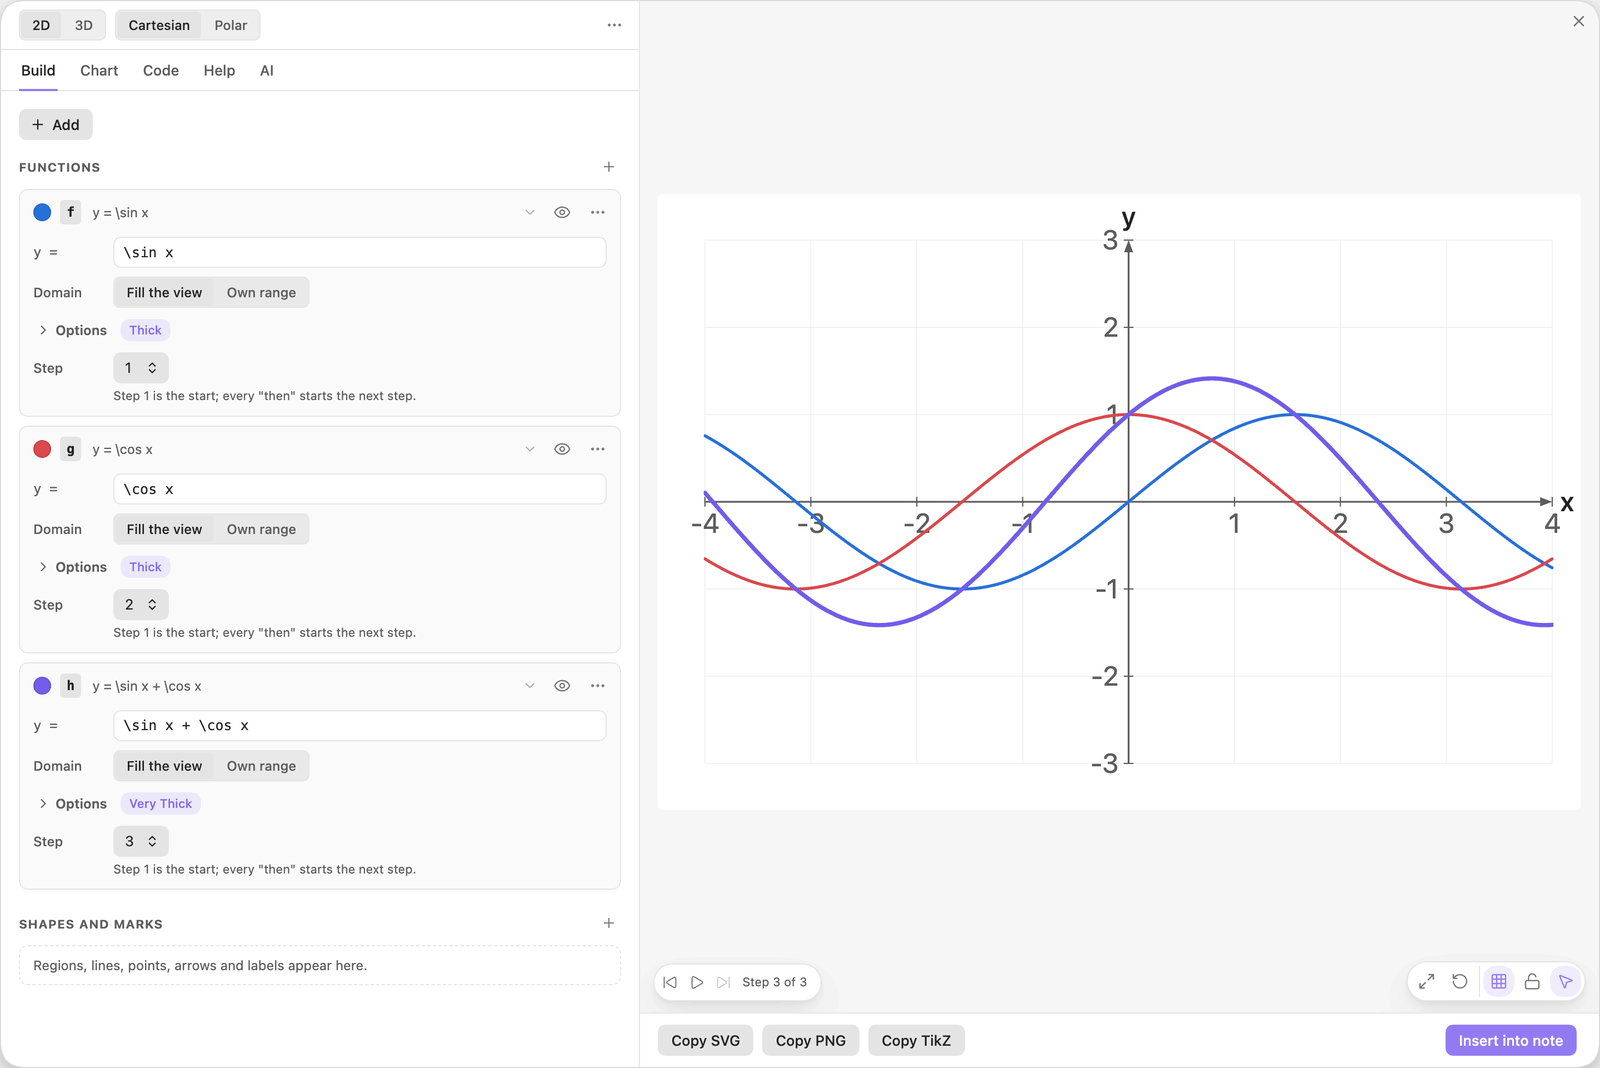 2D 3D Cartesian Polar
Build Chart Code Help AI
+ Add
FUNCTIONS
f y = \sin x
y = \sin x
Domain Fill the view Own range
Options Thick
Step 1
Step 1 is the start; every "then" starts the next step.
g y = \cos x
y = \cos x
Domain Fill the view Own range
Options Thick
Step 2
Step 1 is the start; every "then" starts the next step.
h y = \sin x + \cos x
y = \sin x + \cos x
Domain Fill the view Own range
Options Very Thick
Step 3
Step 1 is the start; every "then" starts the next step.
SHAPES AND MARKS
Regions, lines, points, arrows and labels appear here.
y
3
2
1
x
-4 -3 -2 -1 1 2 3 4
-1
-2
-3
Step 3 of 3
Copy SVG Copy PNG Copy TikZ Insert into note